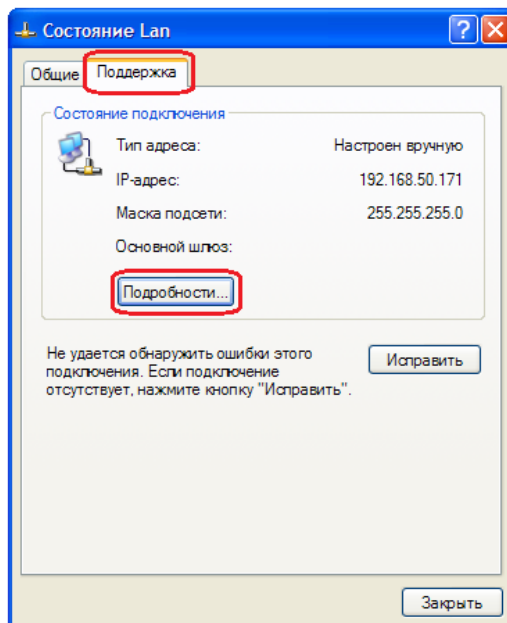 Состояние Lan
Общие Поддержка
Состояние подключения
Тип адреса: Настроен вручную
IP-адрес: 192.168.50.171
Маска подсети: 255.255.255.0
Основной шлюз:
Подробности...
Не удается обнаружить ошибки этого
подключения. Если подключение
отсутствует, нажмите кнопку "Исправить".
Исправить
Закрыть